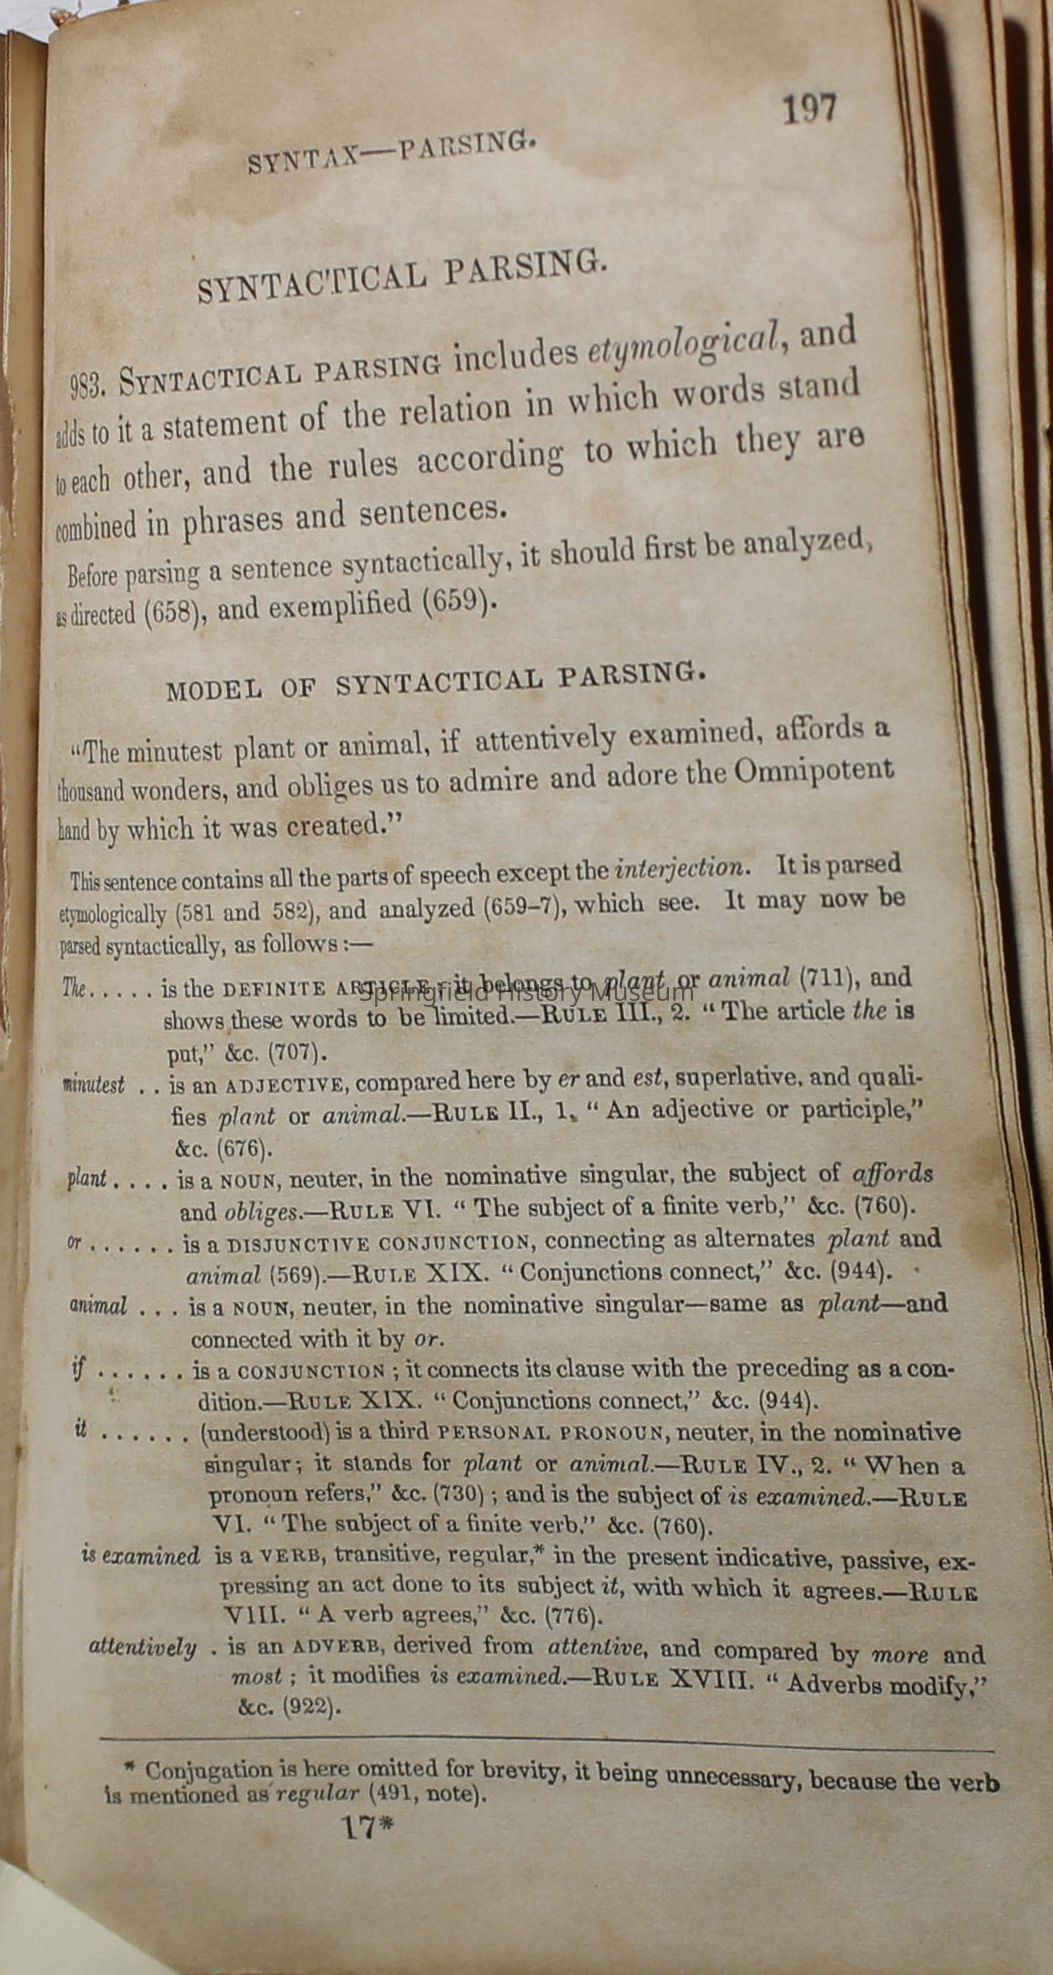 197
SYNTAX—PARSING.
SYNTACTICAL PARSING.
983. SYNTACTICAL PARSING includes etymological, and
adds to it a statement of the relation in which words stand
to each other, and the rules according to which they are
combined in phrases and sentences.
Before parsing a sentence syntactically, it should first be analyzed,
as directed (658), and exemplified (659).
MODEL OF SYNTACTICAL PARSING.
"The minutest plant or animal, if attentively examined, affords a
thousand wonders, and obliges us to admire and adore the Omnipotent
hand by which it was created."
This sentence contains all the parts of speech except the interjection. It is parsed
etymologically (581 and 582), and analyzed (659-7), which see. It may now be
parsed syntactically, as follows:—
The..... is the DEFINITE ARTICLE; it belongs to plant or animal (711), and
Springfield History Museum
shows these words to be limited.—RULE III., 2. "The article the is
put," &c. (707).
minutest .. is an ADJECTIVE, compared here by er and est, superlative, and quali-
fies plant or animal.—RULE II., 1. "An adjective or participle,"
&c. (676).
plant.... is a NOUN, neuter, in the nominative singular, the subject of affords
and obliges.—RULE VI. "The subject of a finite verb," &c. (760).
or...... is a DISJUNCTIVE CONJUNCTION, connecting as alternates plant and
animal (569).—RULE XIX. "Conjunctions connect," &c. (944).
animal ... is a NOUN, neuter, in the nominative singular—same as plant—and
connected with it by or.
if ...... is a CONJUNCTION; it connects its clause with the preceding as a con-
dition.—RULE XIX. "Conjunctions connect," &c. (944).
it ...... (understood) is a third PERSONAL PRONOUN, neuter, in the nominative
singular; it stands for plant or animal.—RULE IV., 2. "When a
pronoun refers," &c. (730); and is the subject of is examined.—RULE
VI. "The subject of a finite verb," &c. (760).
is examined is a VERB, transitive, regular,* in the present indicative, passive, ex-
pressing an act done to its subject it, with which it agrees.—RULE
VIII. "A verb agrees," &c. (776).
attentively . is an ADVERB, derived from attentive, and compared by more and
most; it modifies is examined.—RULE XVIII. "Adverbs modify,"
&c. (922).
* Conjugation is here omitted for brevity, it being unnecessary, because the verb
is mentioned as regular (491, note).
17*